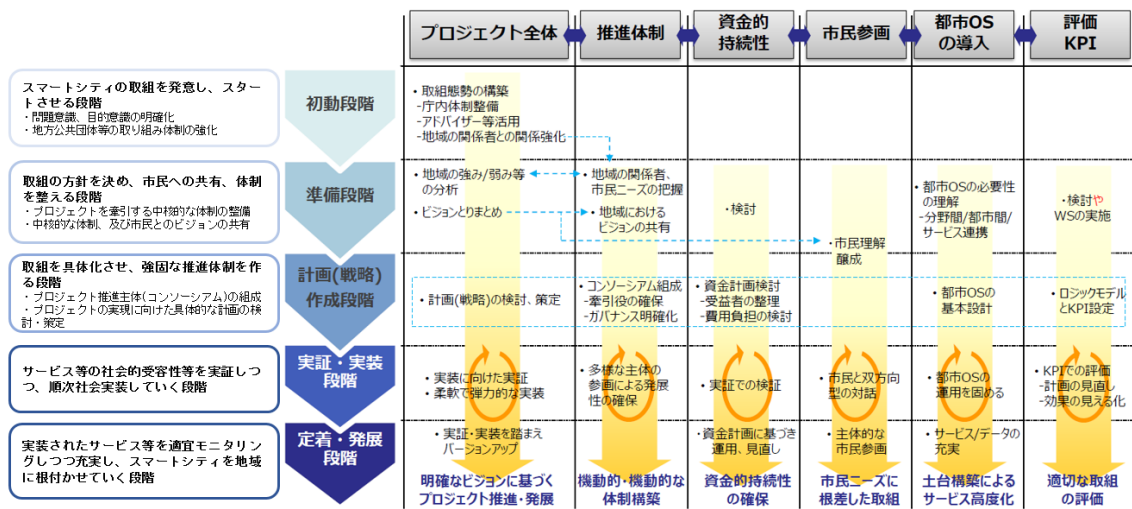 プロジェクト全体
推進体制
資金的
持続性
市民参画
都市OS
の導入
評価
KPI
スマートシティの取組を発意し、スタート
させる段階
・問題意識、目的意識の明確化
・地方公共団体等の取り組み体制の強化
初動段階
• 取組態勢の構築
-庁内体制整備
-アドバイザー等活用
-地域の関係者との関係強化
取組の方針を決め、市民への共有、体制
を整える段階
・プロジェクトを牽引する中核的な体制の整備
・中核的な体制、及び市民とのビジョンの共有
準備段階
• 地域の強み/弱み等
の分析
• ビジョンとりまとめ
• 地域の関係者、
市民ニーズの把握
• 地域における
ビジョンの共有
• 検討
• 市民理解
醸成
• 都市OSの必要性
の理解
-分野間/都市間/
サービス連携
• 検討や
WSの実施
取組を具体化させ、強固な推進体制を作
る段階
・プロジェクト推進主体(コンソーシアム)の組成
・プロジェクトの実現に向けた具体的な計画の検
討・策定
計画(戦略)
作成段階
• 計画(戦略)の検討、策定
• コンソーシアム組成
-牽引役の確保
-ガバナンス明確化
• 資金計画検討
-受益者の整理
-費用負担の検討
• 都市OSの
基本設計
• ロジックモデル
とKPI設定
サービス等の社会的受容性等を実証しつ
つ、順次社会実装していく段階
実証・実装
段階
• 実装に向けた実証
• 柔軟で弾力的な実装
• 多様な主体の
参画による発展
性の確保
• 実証での検証
• 市民と双方向
型の対話
• 都市OSの
運用を固める
• KPIでの評価
-計画の見直し
-効果の見える化
実装されたサービス等を適宜モニタリン
グしつつ充実し、スマートシティを地域
に根付かせていく段階
定着・発展
段階
• 実証・実装を踏まえ
バージョンアップ
• 資金計画に基づき
運用、見直し
• 主体的な
市民参画
• サービス/データの
充実
明確なビジョンに基づく
プロジェクト推進・発展
機動的・機動的な
体制構築
資金的持続性
の確保
市民ニーズに
根差した取組
土台構築による
サービス高度化
適切な取組
の評価